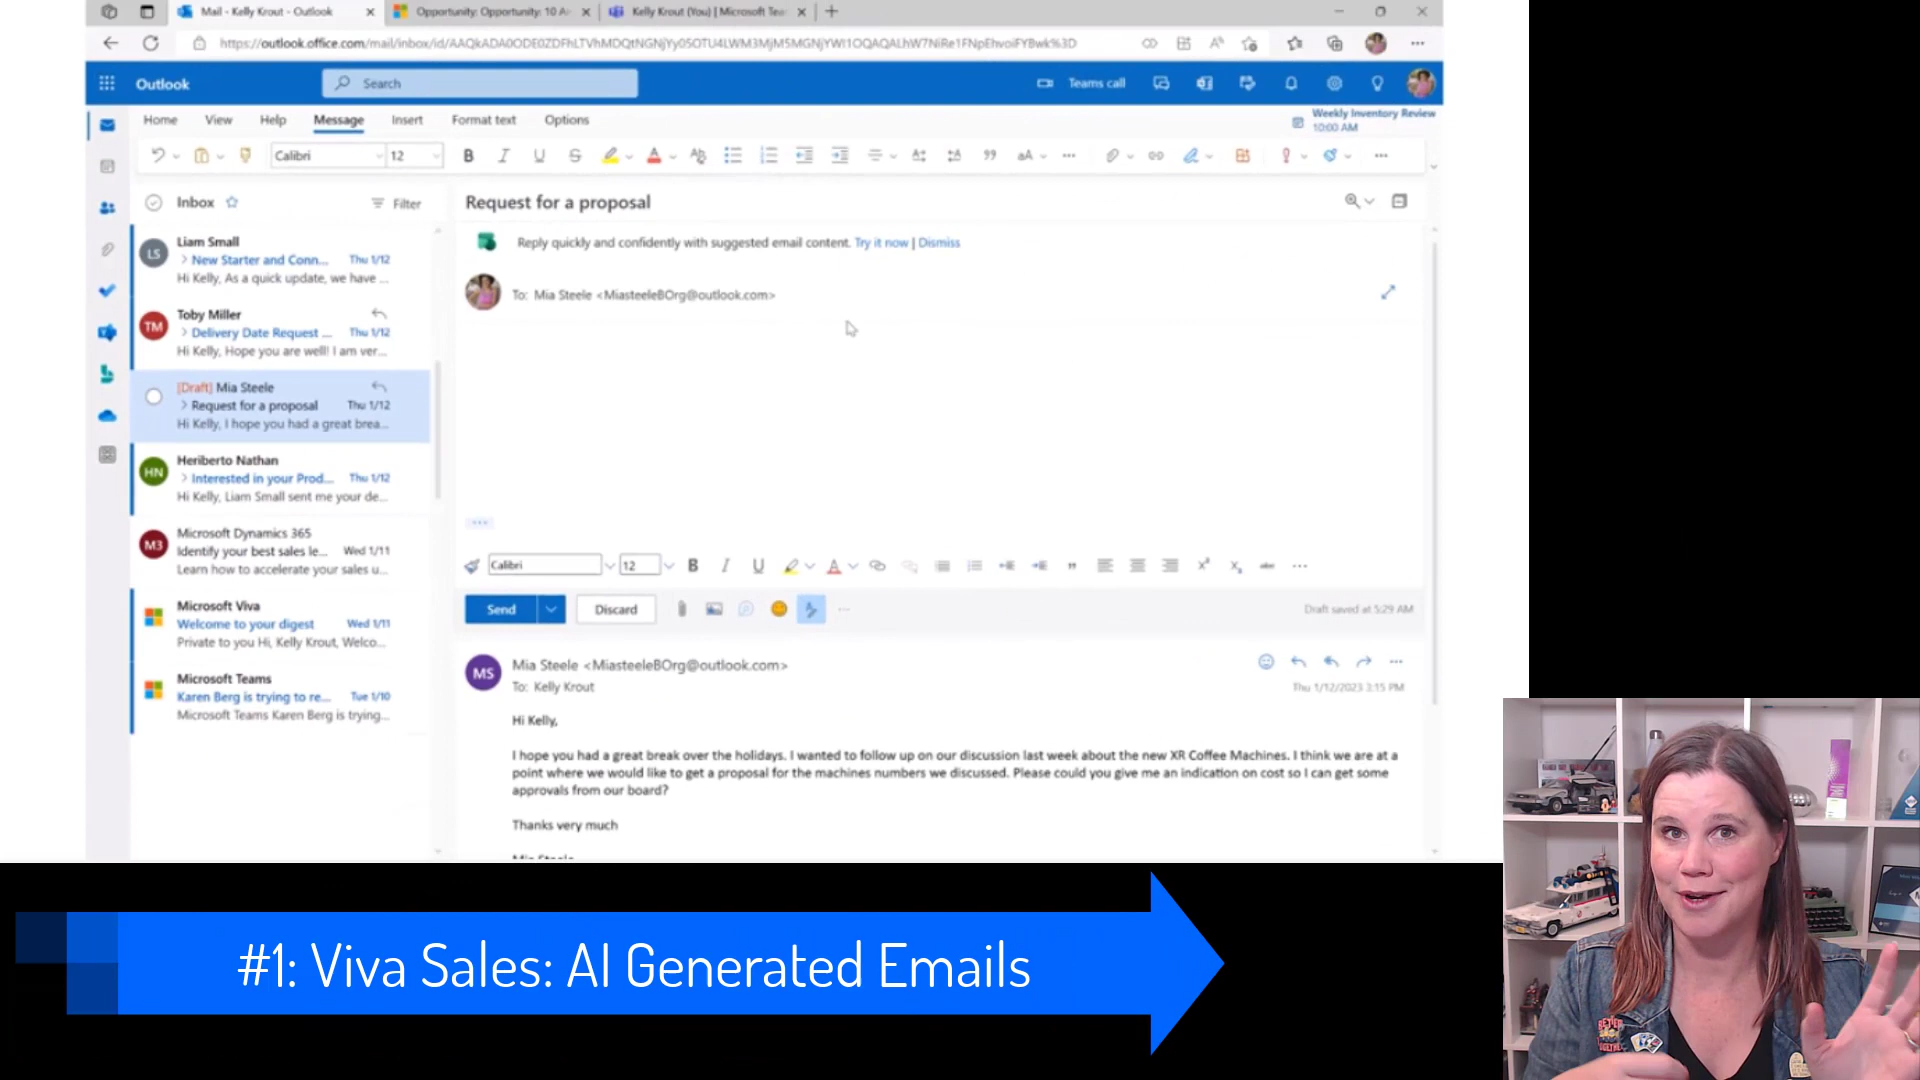 Mail - Kelly Krout - Outlook
Opportunity: Opportunity: 10 Ai
Kelly Krout (You) | Microsoft Tea
Outlook
Search
Teams call
Home
View
Help
Message
Insert
Format text
Options
Weekly Inventory Review
10:00 AM
Calibri
12
Inbox
Filter
LS
Liam Small
New Starter and Conn...
Thu 1/12
Hi Kelly, As a quick update, we have ...
TM
Toby Miller
Delivery Date Request ...
Thu 1/12
Hi Kelly, Hope you are well! I am ver...
[Draft] Mia Steele
Request for a proposal
Thu 1/12
Hi Kelly, I hope you had a great brea...
HN
Heriberto Nathan
Interested in your Prod...
Thu 1/12
Hi Kelly, Liam Small sent me your de...
M3
Microsoft Dynamics 365
Identify your best sales le...
Wed 1/11
Learn how to accelerate your sales u...
Microsoft Viva
Welcome to your digest
Wed 1/11
Private to you Hi, Kelly Krout, Welco...
Microsoft Teams
Karen Berg is trying to re...
Tue 1/10
Microsoft Teams Karen Berg is trying...
Request for a proposal
Reply quickly and confidently with suggested email content. Try it now | Dismiss
To: Mia Steele <MiasteeleBOrg@outlook.com>
Calibri
12
Send
Discard
Draft saved at 5:29 AM
MS
Mia Steele <MiasteeleBOrg@outlook.com>
To: Kelly Krout
Thu 1/12/2023 3:15 PM
Hi Kelly,
I hope you had a great break over the holidays. I wanted to follow up on our discussion last week about the new XR Coffee Machines. I think we are at a
point where we would like to get a proposal for the machines numbers we discussed. Please could you give me an indication on cost so I can get some
approvals from our board?
Thanks very much
#1: Viva Sales: AI Generated Emails